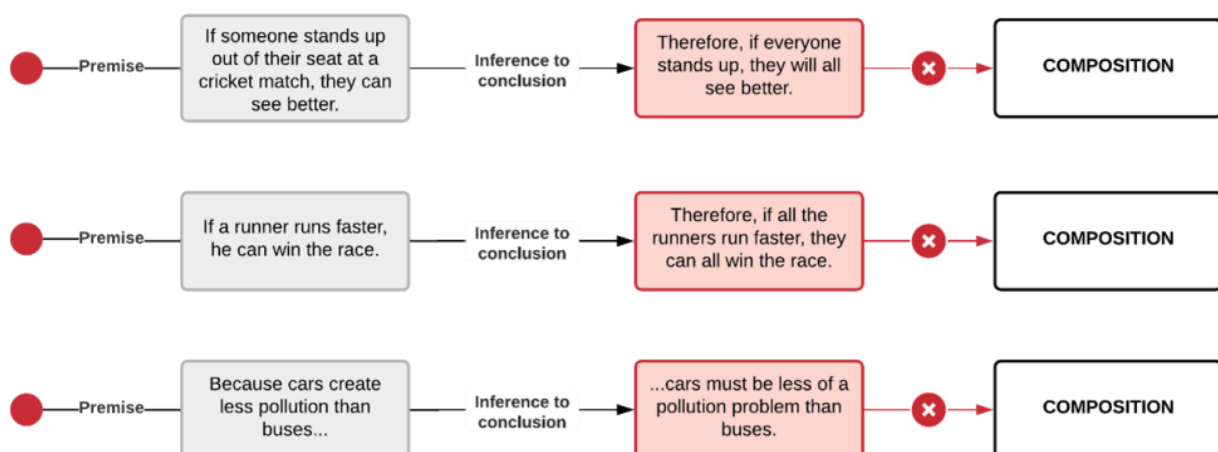 Premise
If someone stands up
out of their seat at a
cricket match, they can
see better.
Inference to
conclusion
Therefore, if everyone
stands up, they will all
see better.
COMPOSITION
Premise
If a runner runs faster,
he can win the race.
Inference to
conclusion
Therefore, if all the
runners run faster, they
can all win the race.
COMPOSITION
Premise
Because cars create
less pollution than
buses...
Inference to
conclusion
...cars must be less of a
pollution problem than
buses.
COMPOSITION